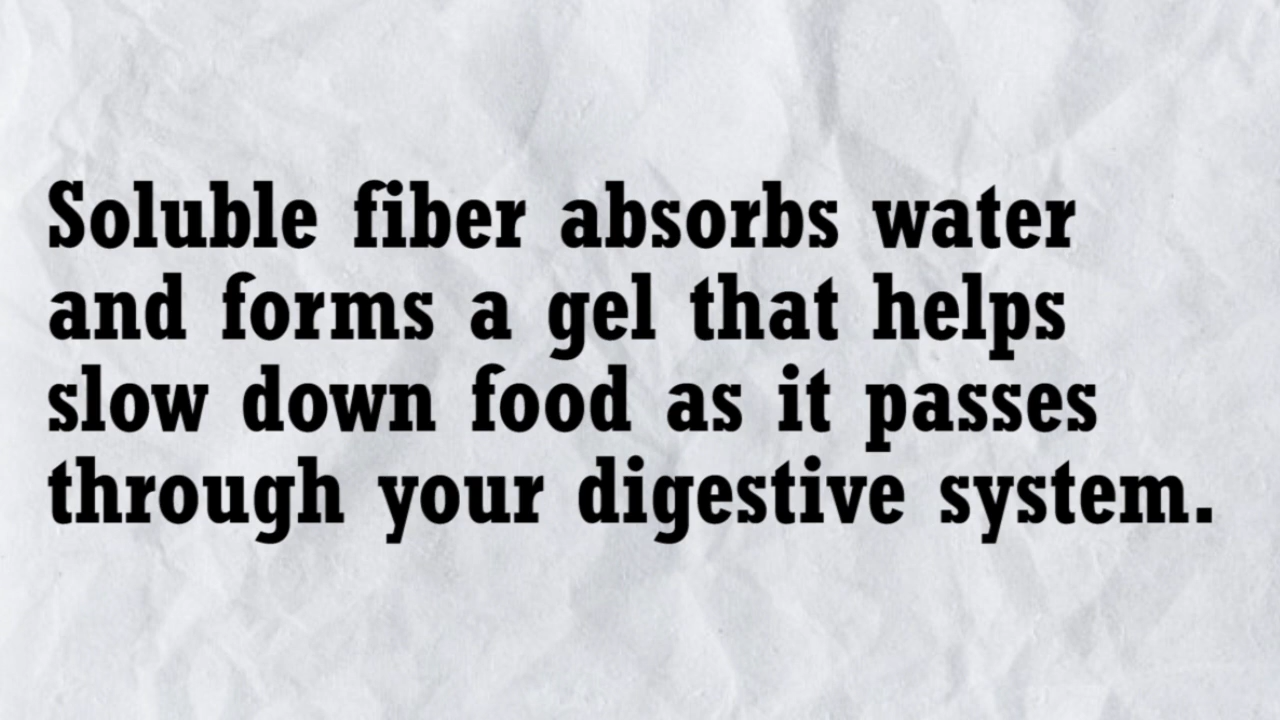 Soluble fiber absorbs water
and forms a gel that helps
slow down food as it passes
through your digestive system.